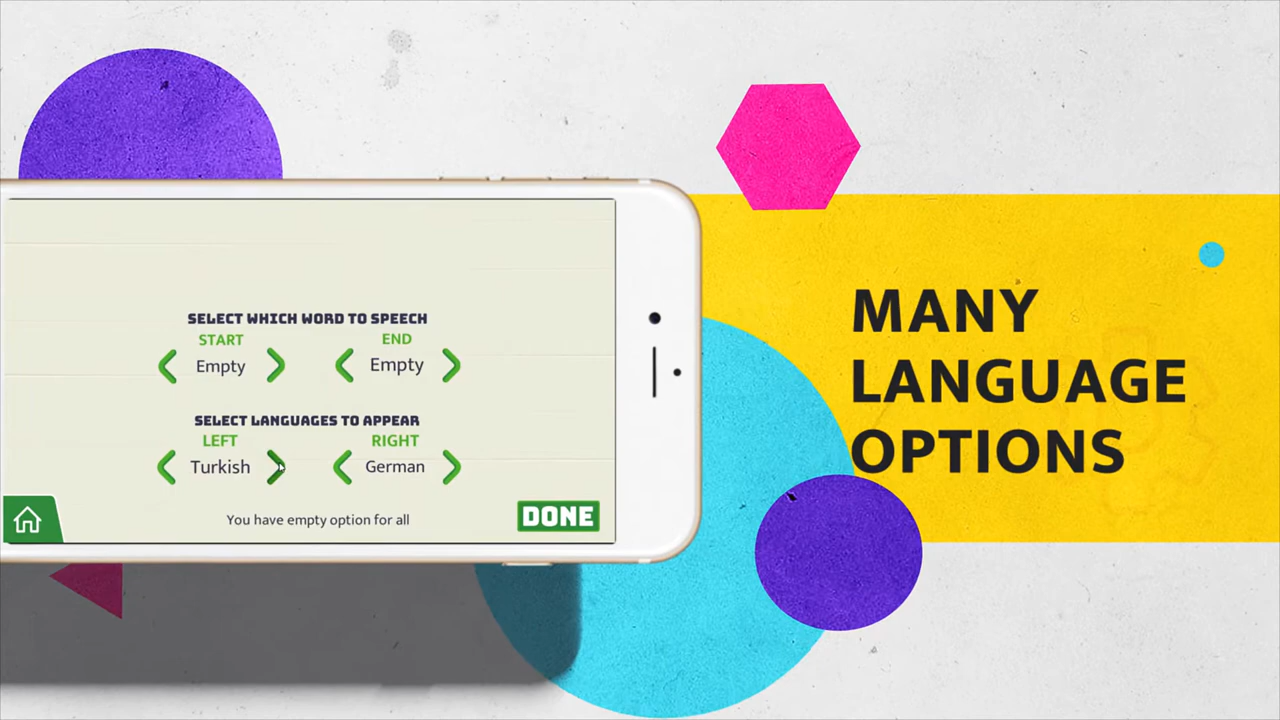 SELECT WHICH WORD TO SPEECH
START END
Empty Empty
SELECT LANGUAGES TO APPEAR
LEFT RIGHT
Turkish German
You have empty option for all
DONE
MANY
LANGUAGE
OPTIONS